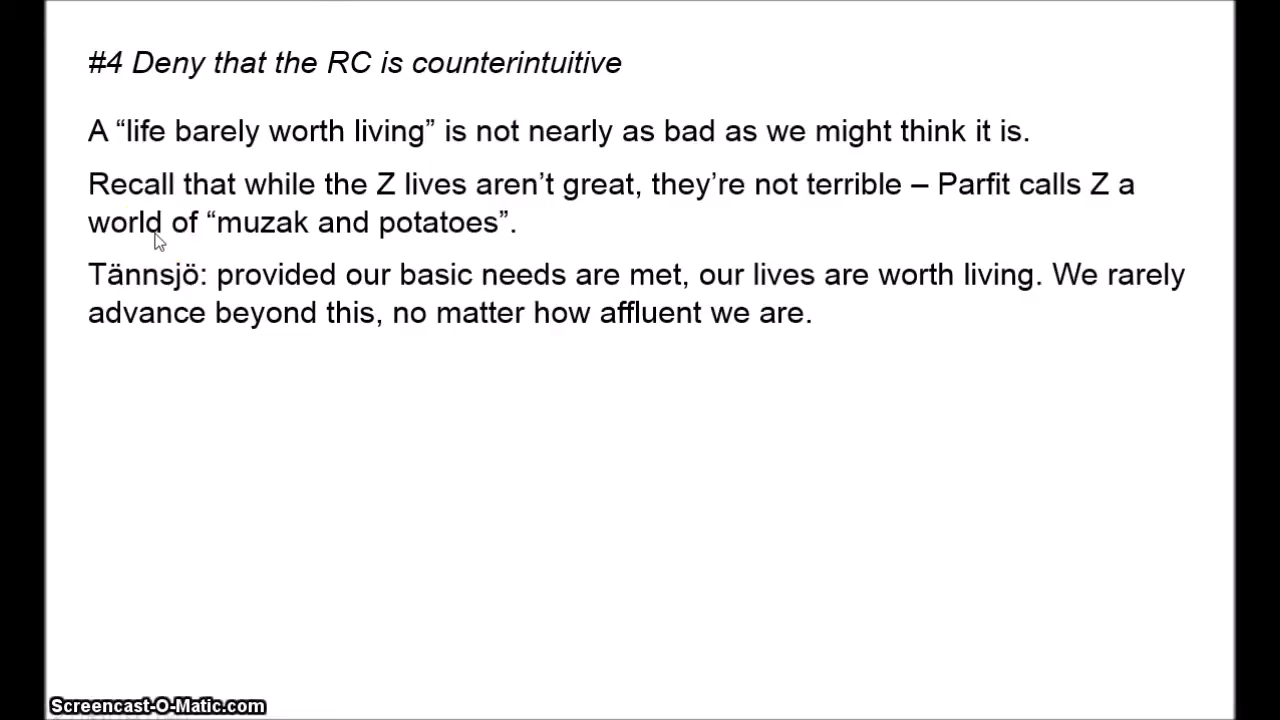 #4 Deny that the RC is counterintuitive
A “life barely worth living” is not nearly as bad as we might think it is.
Recall that while the Z lives aren’t great, they’re not terrible – Parfit calls Z a
world of “muzak and potatoes”.
Tännsjö: provided our basic needs are met, our lives are worth living. We rarely
advance beyond this, no matter how affluent we are.
Screencast-O-Matic.com